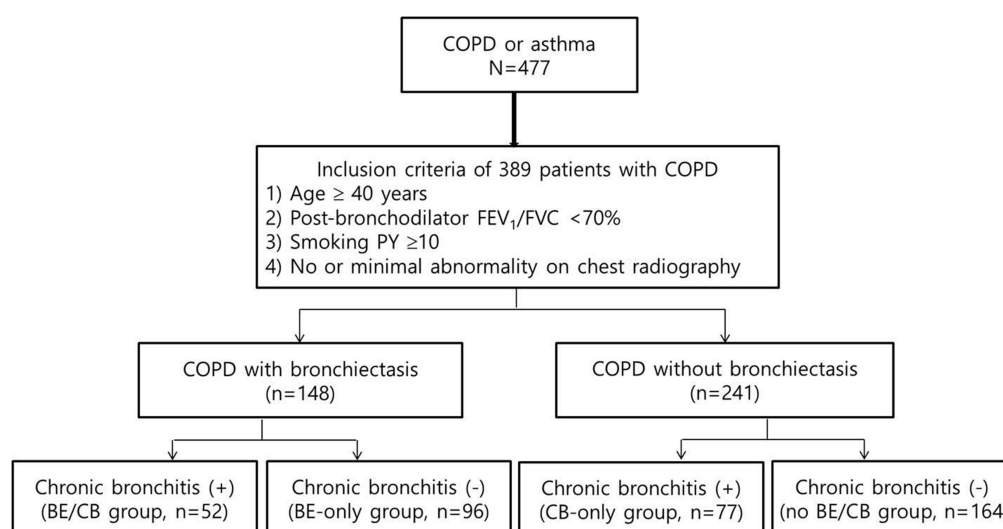 COPD or asthma
N=477
Inclusion criteria of 389 patients with COPD
1) Age ≥ 40 years
2) Post-bronchodilator FEV₁/FVC <70%
3) Smoking PY ≥10
4) No or minimal abnormality on chest radiography
COPD with bronchiectasis
(n=148)
COPD without bronchiectasis
(n=241)
Chronic bronchitis (+)
(BE/CB group, n=52)
Chronic bronchitis (-)
(BE-only group, n=96)
Chronic bronchitis (+)
(CB-only group, n=77)
Chronic bronchitis (-)
(no BE/CB group, n=164